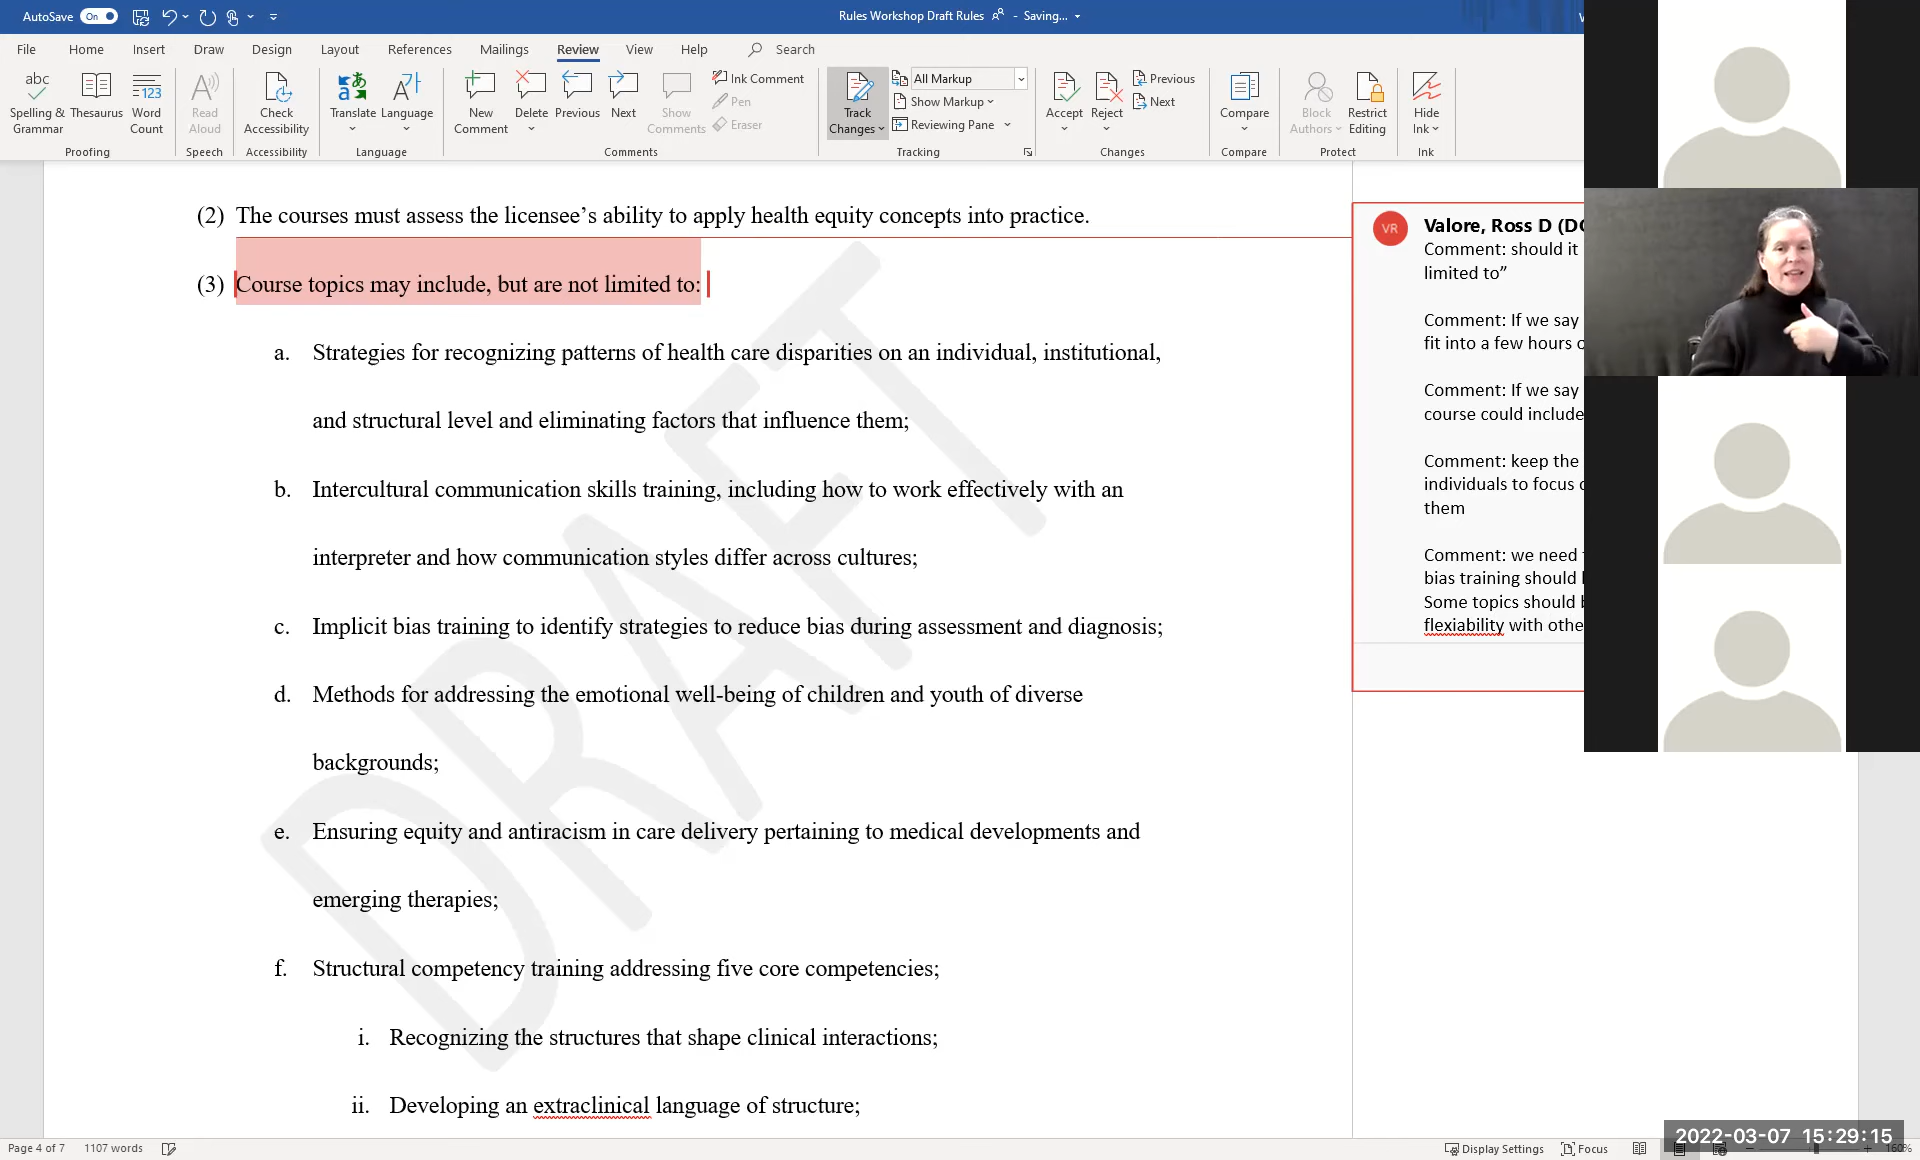 AutoSave On Rules Workshop Draft Rules - Saving...
File Home Insert Draw Design Layout References Mailings Review View Help Search
abc Spelling & Grammar Thesaurus 123 Word Count Read Aloud Check Accessibility Translate Language New Comment Delete Previous Next Show Comments Ink Comment Pen Eraser Track Changes All Markup Show Markup Reviewing Pane Accept Reject Previous Next Compare Block Authors Restrict Editing Hide Ink
Proofing Speech Accessibility Language Comments Tracking Changes Compare Protect Ink
DRAFT
(2) The courses must assess the licensee’s ability to apply health equity concepts into practice.
(3) Course topics may include, but are not limited to:
a. Strategies for recognizing patterns of health care disparities on an individual, institutional,
and structural level and eliminating factors that influence them;
b. Intercultural communication skills training, including how to work effectively with an
interpreter and how communication styles differ across cultures;
c. Implicit bias training to identify strategies to reduce bias during assessment and diagnosis;
d. Methods for addressing the emotional well-being of children and youth of diverse
backgrounds;
e. Ensuring equity and antiracism in care delivery pertaining to medical developments and
emerging therapies;
f. Structural competency training addressing five core competencies;
i. Recognizing the structures that shape clinical interactions;
ii. Developing an extraclinical language of structure;
VR Valore, Ross D
Comment: should it
limited to”
Comment: If we say
fit into a few hours
Comment: If we say
course could include
Comment: keep the
individuals to focus
them
Comment: we need
bias training should
Some topics should
flexiability with othe
Page 4 of 7 1107 words Display Settings Focus 160%
2022-03-07 15:29:15